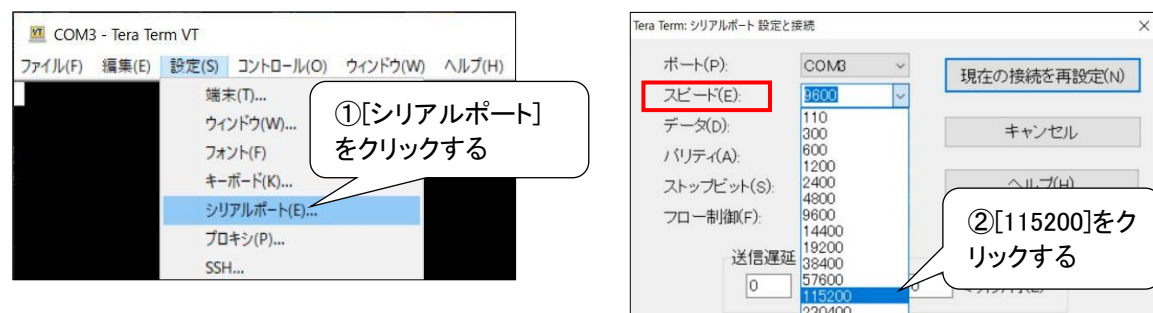 COM3 - Tera Term VT
ファイル(F) 編集(E) 設定(S) コントロール(O) ウィンドウ(W) ヘルプ(H)
端末(T)...
ウィンドウ(W)...
フォント(F)
キーボード(K)...
シリアルポート(E)...
プロキシ(P)...
SSH...
①[シリアルポート]
をクリックする
Tera Term: シリアルポート 設定と接続
ポート(P): COM3
現在の接続を再設定(N)
スピード(E): 9600
データ(D):
パリティ(A):
ストップビット(S):
フロー制御(F):
110
300
600
1200
2400
4800
9600
14400
19200
38400
57600
115200
キャンセル
ヘルプ(H)
送信遅延
0
②[115200]をク
リックする